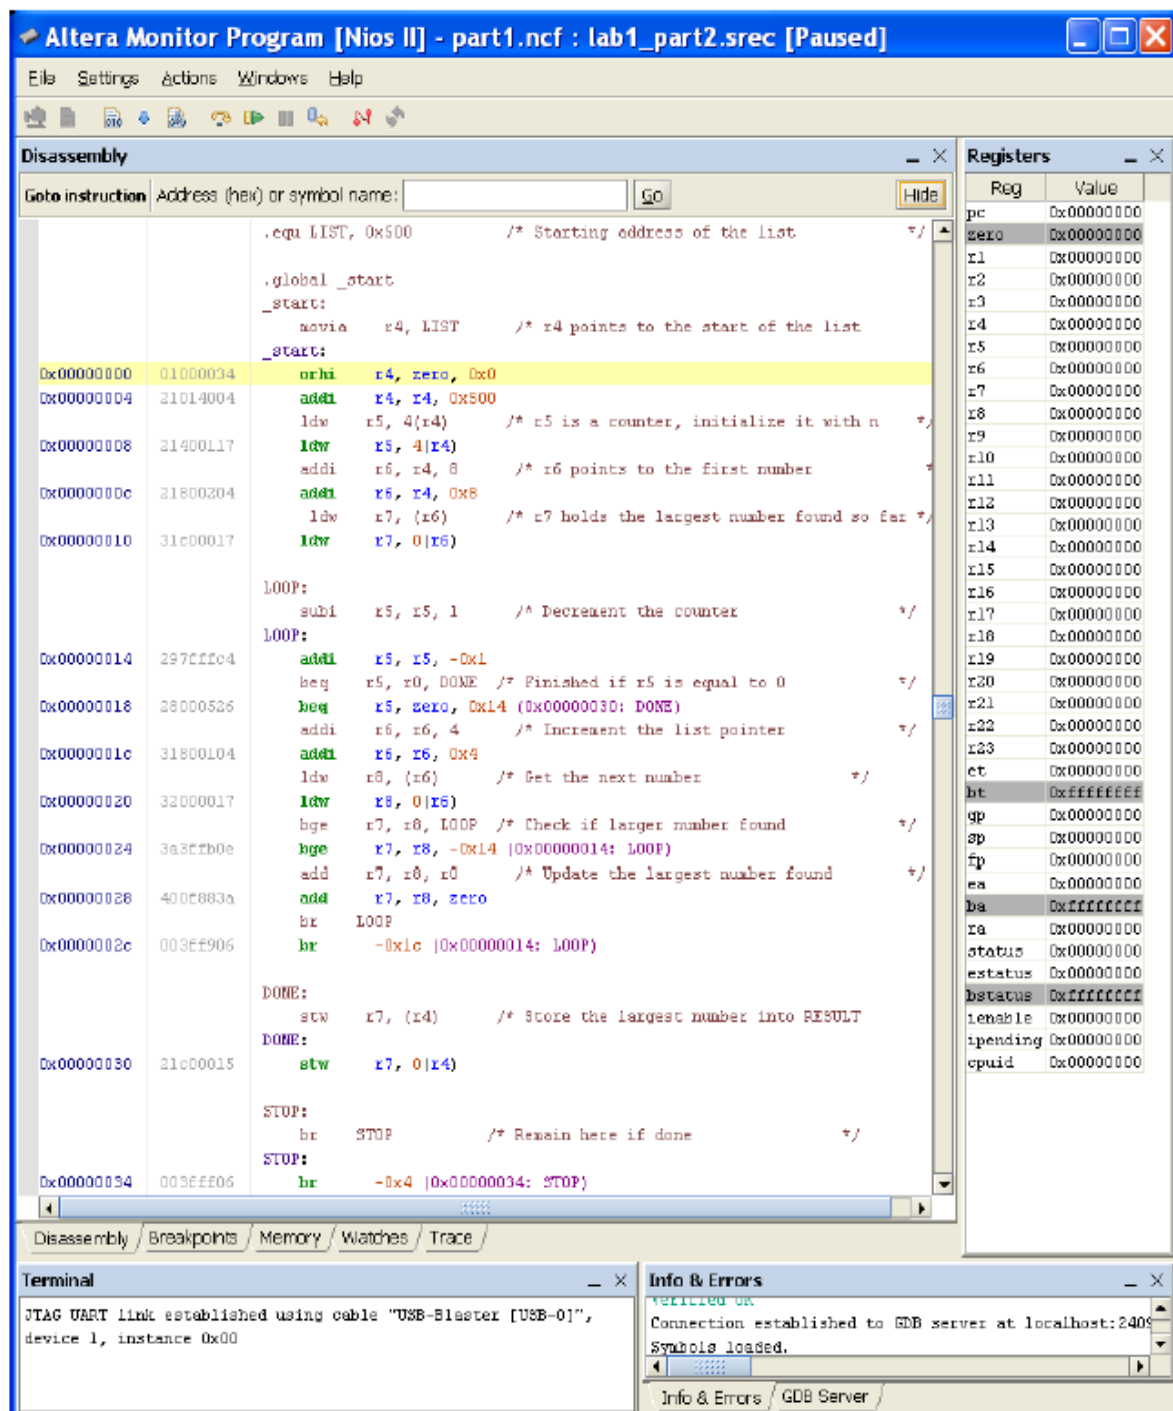 Altera Monitor Program [Nios II] - part1.ncf : lab1_part2.srec [Paused]
File Settings Actions Windows Help
Disassembly
Goto instruction Address (hex) or symbol name: Go Hide
.equ LIST, 0x500 /* Starting address of the list */
.global _start
_start:
movia r4, LIST /* r4 points to the start of the list
_start:
0x00000000 01000034 orhi r4, zero, 0x0
0x00000004 21014004 addi r4, r4, 0x500
ldw r5, 4(r4) /* r5 is a counter, initialize it with n */
0x00000008 21400117 ldw r5, 4(r4)
addi r6, r4, 8 /* r6 points to the first number *
0x0000000c 21800204 addi r6, r4, 0x8
ldw r7, (r6) /* r7 holds the largest number found so far */
0x00000010 31c00017 ldw r7, 0(r6)
LOOP:
subi r5, r5, 1 /* Decrement the counter */
LOOP:
0x00000014 297fffc4 addi r5, r5, -0x1
beq r5, r0, DONE /* Finished if r5 is equal to 0 */
0x00000018 28000526 beq r5, zero, 0x14 (0x00000030: DONE)
addi r6, r6, 4 /* Increment the list pointer */
0x0000001c 31800104 addi r6, r6, 0x4
ldw r8, (r6) /* Get the next number */
0x00000020 32000017 ldw r8, 0(r6)
bge r7, r8, LOOP /* Check if larger number found */
0x00000024 3a3ffb0e bge r7, r8, -0x14 (0x00000014: LOOP)
add r7, r8, r0 /* Update the largest number found */
0x00000028 400f883a add r7, r8, zero
br LOOP
0x0000002c 003ff906 br -0x1c (0x00000014: LOOP)
DONE:
stw r7, (r4) /* Store the largest number into RESULT
DONE:
0x00000030 21c00015 stw r7, 0(r4)
STOP:
br STOP /* Remain here if done */
STOP:
0x00000034 003fff06 br -0x4 (0x00000034: STOP)
Disassembly Breakpoints Memory Watches Trace
Registers
Reg Value
pc 0x00000000
zero 0x00000000
r1 0x00000000
r2 0x00000000
r3 0x00000000
r4 0x00000000
r5 0x00000000
r6 0x00000000
r7 0x00000000
r8 0x00000000
r9 0x00000000
r10 0x00000000
r11 0x00000000
r12 0x00000000
r13 0x00000000
r14 0x00000000
r15 0x00000000
r16 0x00000000
r17 0x00000000
r18 0x00000000
r19 0x00000000
r20 0x00000000
r21 0x00000000
r22 0x00000000
r23 0x00000000
et 0x00000000
bt 0xffffffff
gp 0x00000000
sp 0x00000000
fp 0x00000000
ea 0x00000000
ba 0xffffffff
ra 0x00000000
status 0x00000000
estatus 0x00000000
bstatus 0xffffffff
ienable 0x00000000
ipending 0x00000000
cpuid 0x00000000
Terminal
JTAG UART link established using cable "USB-Blaster [USB-0]",
device 1, instance 0x00
Info & Errors
Verified OK
Connection established to GDB server at localhost:2409
Symbols loaded.
Info & Errors GDB Server